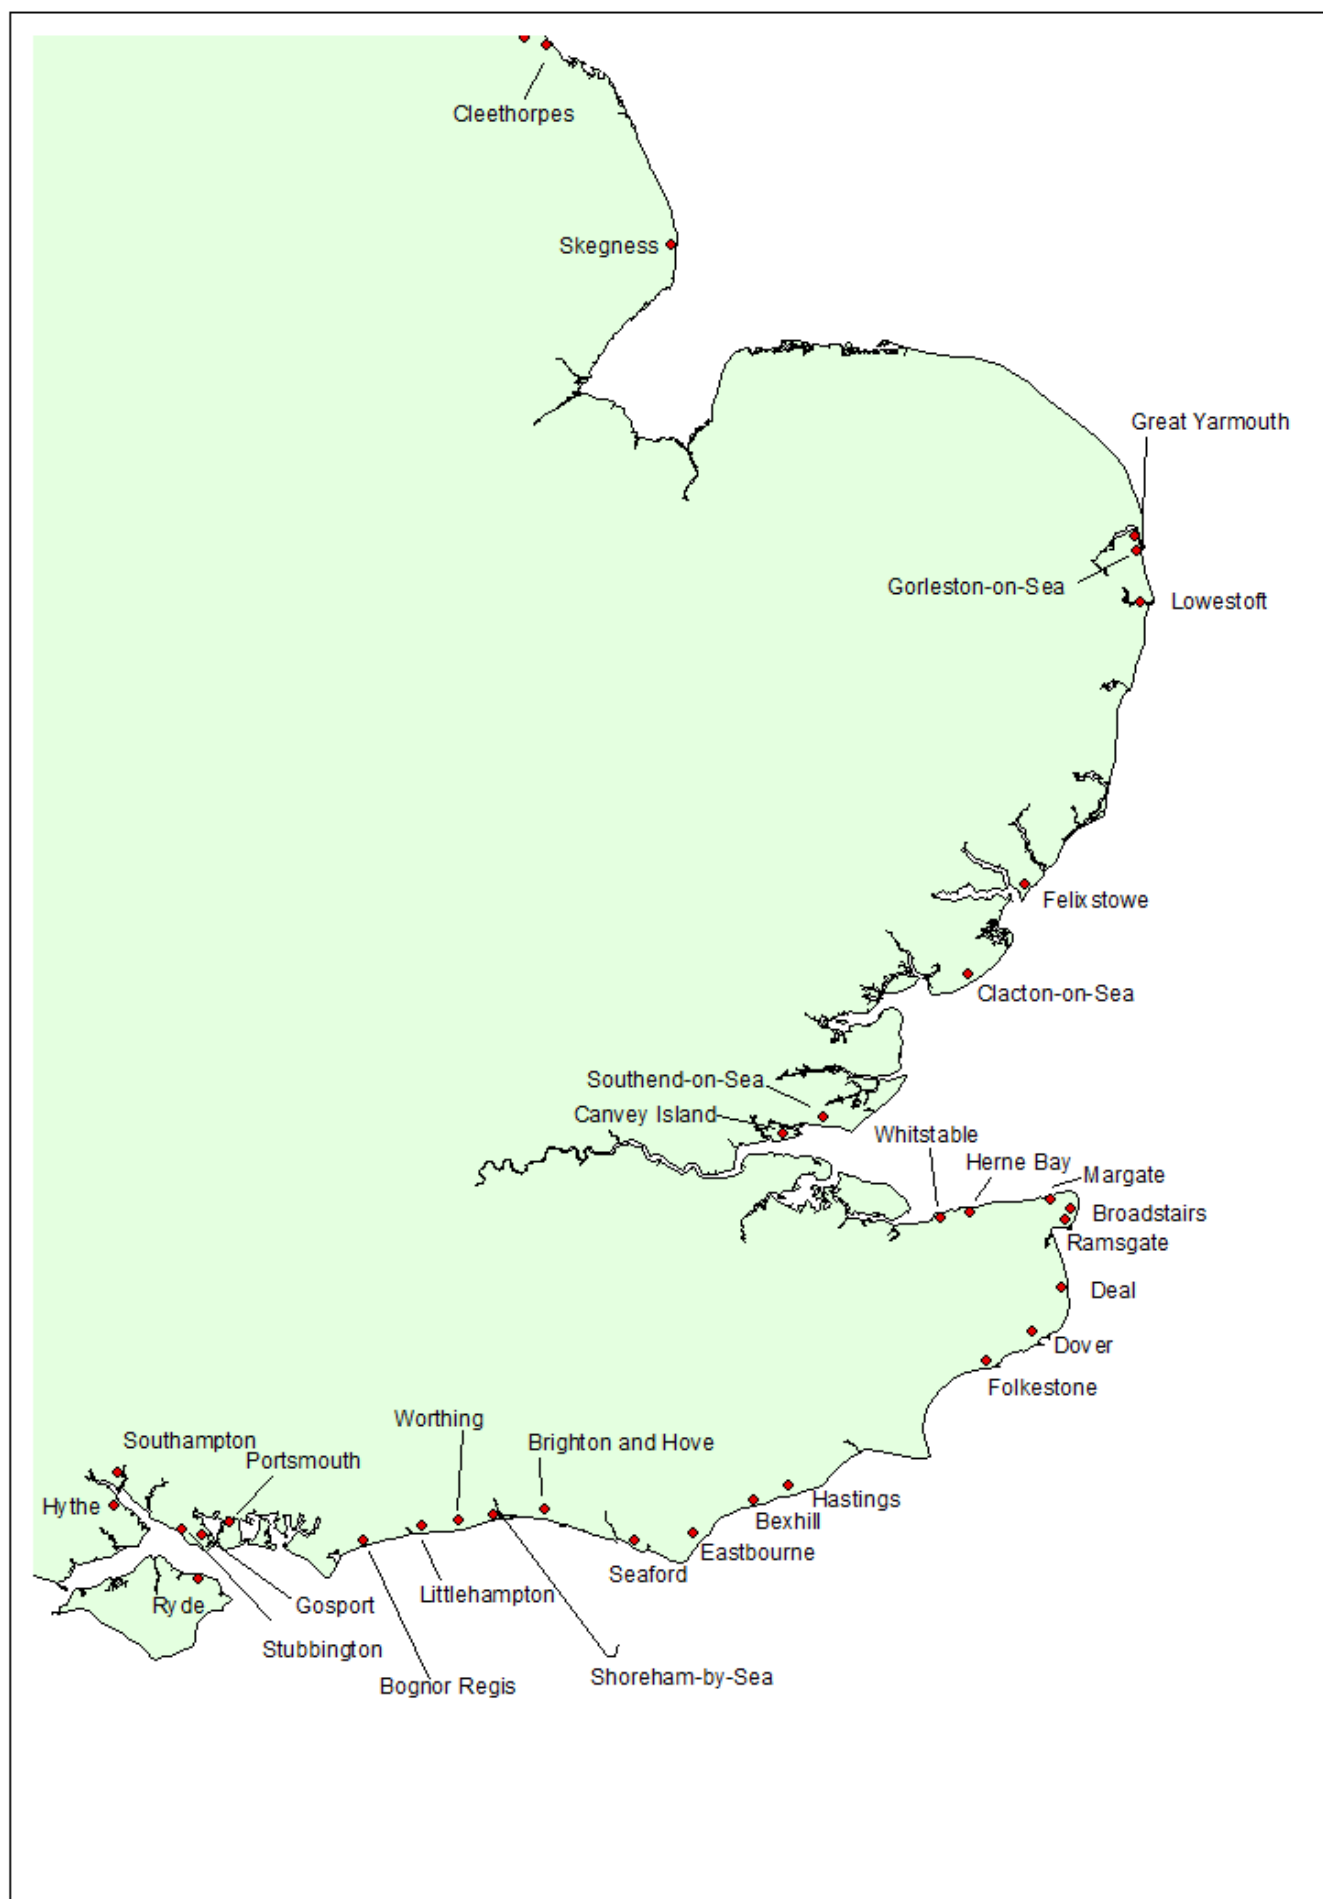 Cleethorpes
Skegness
Great Yarmouth
Gorleston-on-Sea
Lowestoft
Felixstowe
Clacton-on-Sea
Southend-on-Sea
Canvey Island
Whitstable
Herne Bay
Margate
Broadstairs
Ramsgate
Deal
Dover
Folkestone
Worthing
Brighton and Hove
Southampton
Portsmouth
Hythe
Hastings
Bexhill
Eastbourne
Seaford
Littlehampton
Ryde
Gosport
Stubbington
Shoreham-by-Sea
Bognor Regis